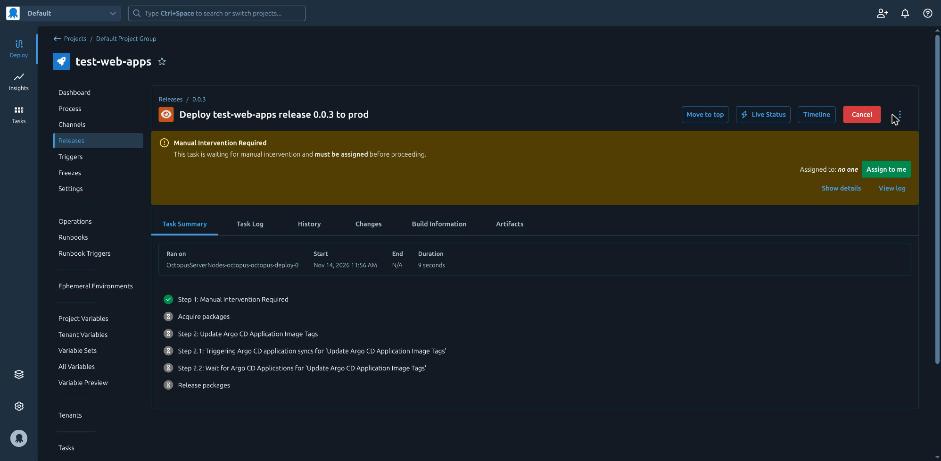 Default
Type Ctrl+Space to search or switch projects...
Deploy
Insights
Tasks
← Projects / Default Project Group
test-web-apps
Dashboard
Process
Channels
Releases
Triggers
Freezes
Settings
Operations
Runbooks
Runbook Triggers
Ephemeral Environments
Project Variables
Tenant Variables
Variable Sets
All Variables
Variable Preview
Tenants
Tasks
Releases / 0.0.3
Deploy test-web-apps release 0.0.3 to prod
Move to top
Live Status
Timeline
Cancel
Manual Intervention Required
This task is waiting for manual intervention and must be assigned before proceeding.
Assigned to: no one
Assign to me
Show details
View log
Task Summary
Task Log
History
Changes
Build Information
Artifacts
Ran on
Start
End
Duration
OctopusServerNodes-octopus-octopus-deploy-0
Nov 14, 2026 11:56 AM
N/A
9 seconds
Step 1: Manual Intervention Required
Acquire packages
Step 2: Update Argo CD Application Image Tags
Step 2.1: Triggering Argo CD application syncs for 'Update Argo CD Application Image Tags'
Step 2.2: Wait for Argo CD Applications for 'Update Argo CD Application Image Tags'
Release packages